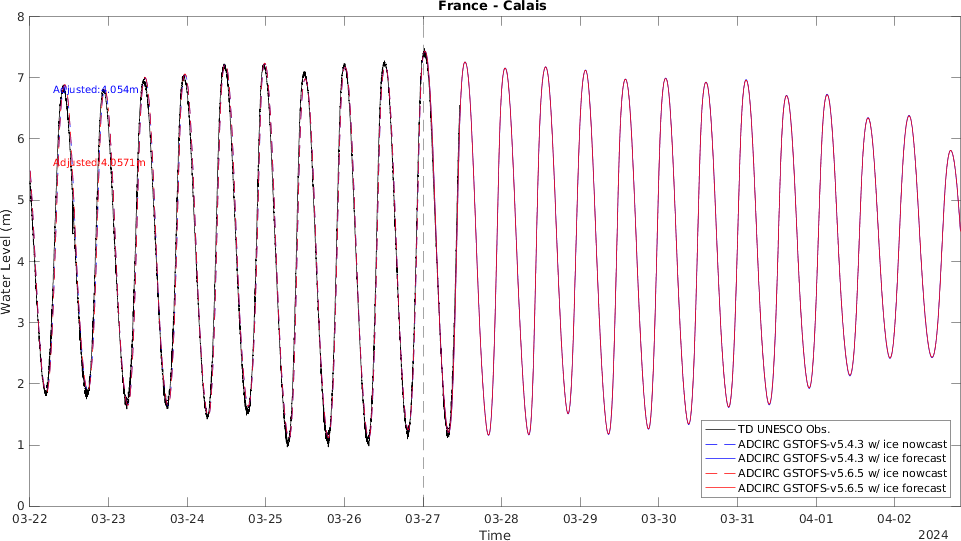 France - Calais
8
7
6
5
4
3
2
1
0
Water Level (m)
Adjusted:4.054m
Adjusted:4.0571m
TD UNESCO Obs.
ADCIRC GSTOFS-v5.4.3 w/ ice nowcast
ADCIRC GSTOFS-v5.4.3 w/ ice forecast
ADCIRC GSTOFS-v5.6.5 w/ ice nowcast
ADCIRC GSTOFS-v5.6.5 w/ ice forecast
03-22 03-23 03-24 03-25 03-26 03-27 03-28 03-29 03-30 03-31 04-01 04-02
Time
2024